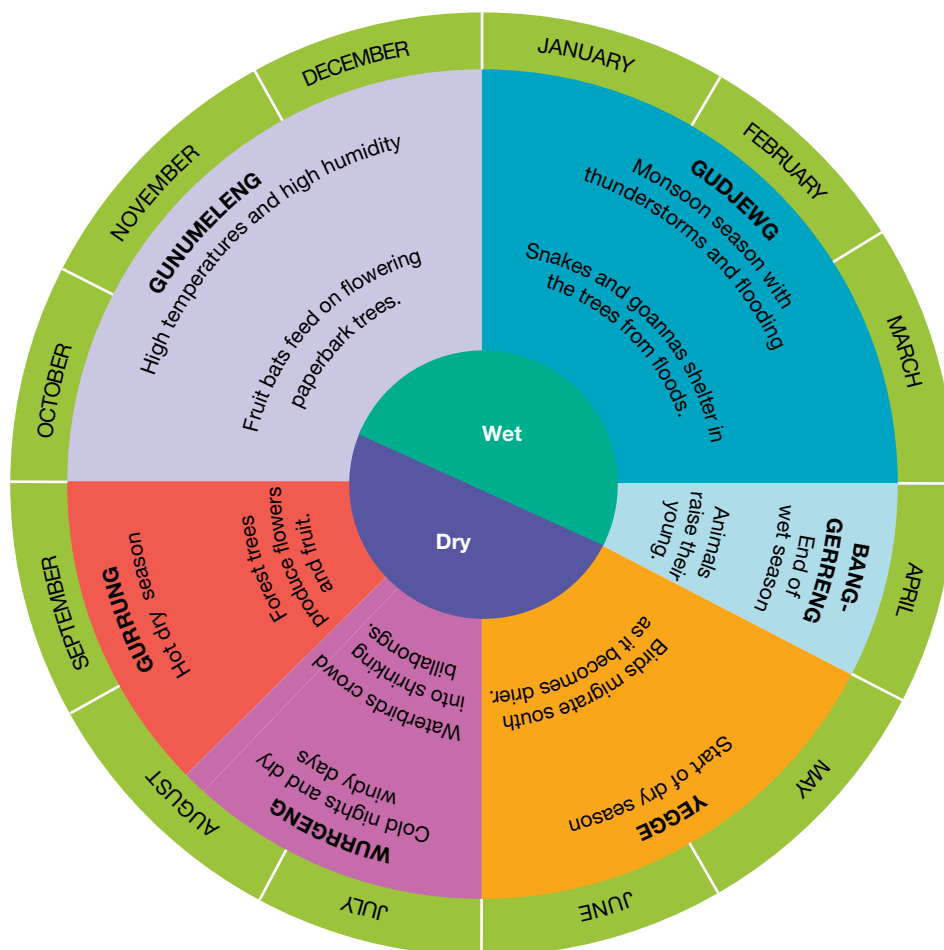 JANUARY
FEBRUARY
MARCH
APRIL
MAY
JUNE
JULY
AUGUST
SEPTEMBER
OCTOBER
NOVEMBER
DECEMBER
GUDJEWG
Monsoon season with
thunderstorms and flooding
Snakes and goannas shelter in
the trees from floods.
BANG-
GERRENG
End of
wet season
Animals
raise their
young.
YEGGE
Start of dry season
Birds migrate south
as it becomes drier.
WURRGENG
Cold nights and dry
windy days
Waterbirds crowd
into shrinking
billabongs.
GURRUNG
Hot dry season
Forest trees
produce flowers
and fruit.
GUNUMELENG
High temperatures and high humidity
Fruit bats feed on flowering
paperbark trees.
Wet
Dry